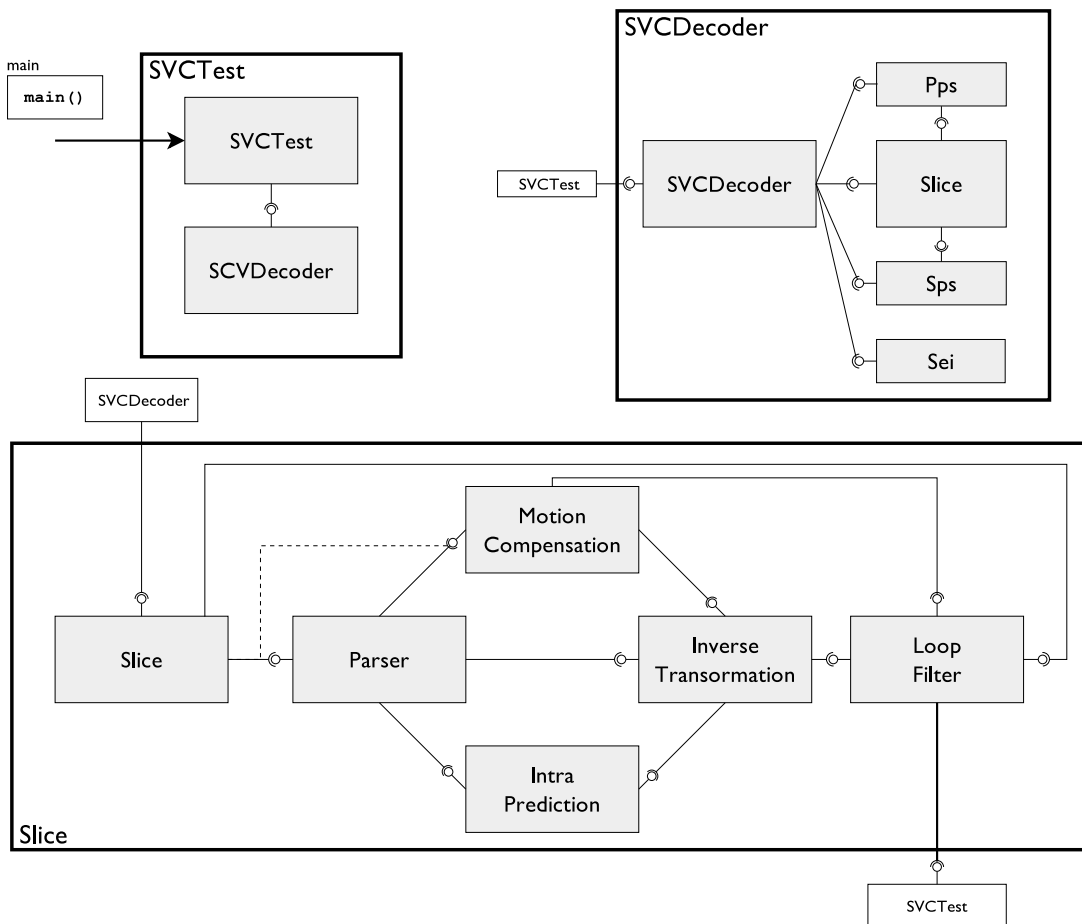 main
main()
SVCTest
SVCTest
SCVDecoder
SVCDecoder
SVCTest
SVCDecoder
Pps
Slice
Sps
Sei
SVCDecoder
Motion
Compensation
Slice
Parser
Inverse
Transormation
Loop
Filter
Intra
Prediction
Slice
SVCTest